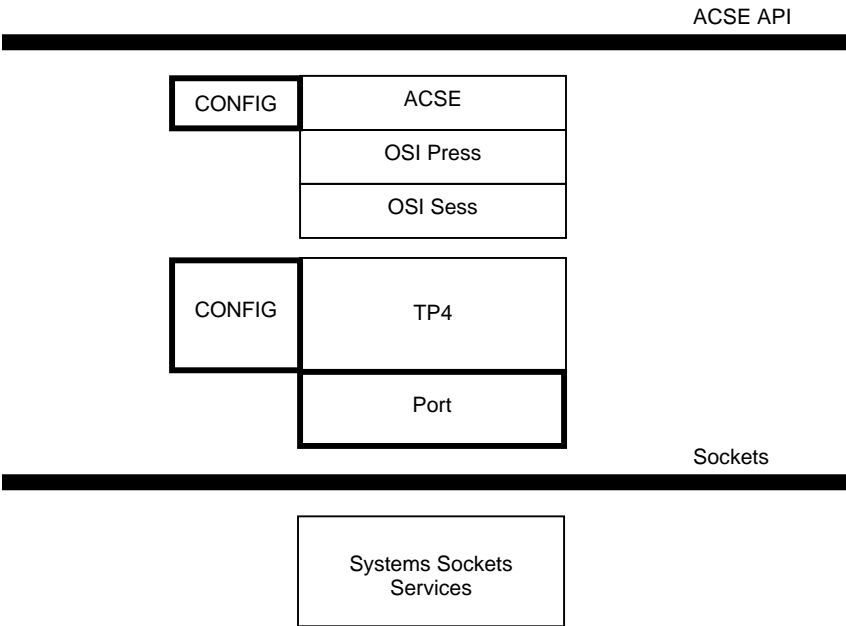 ACSE API
CONFIG
ACSE
OSI Press
OSI Sess
CONFIG
TP4
Port
Sockets
Systems Sockets
Services